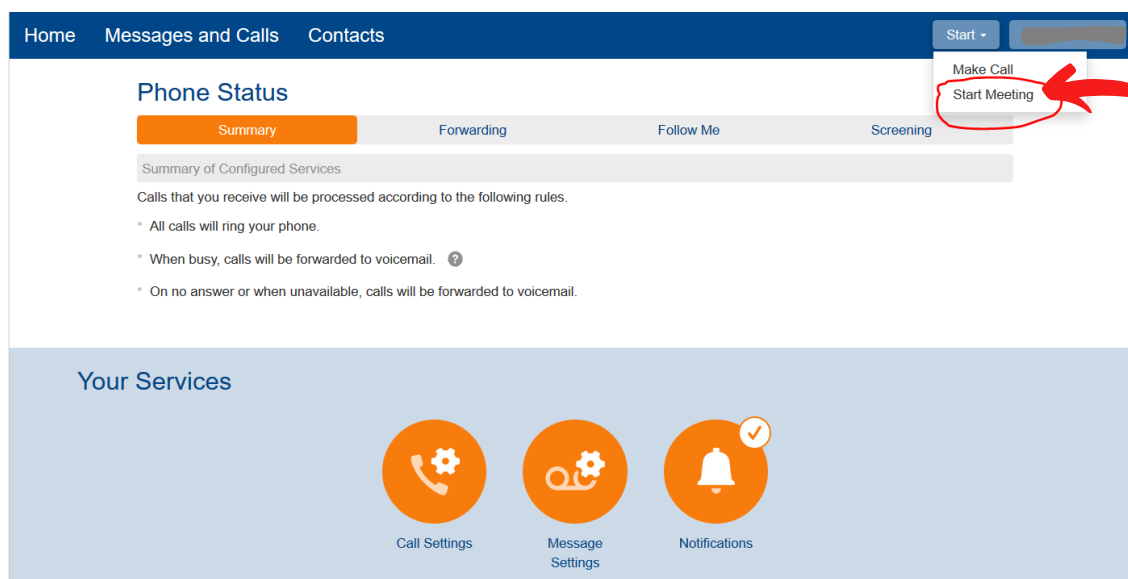 Home Messages and Calls Contacts Start
Make Call
Start Meeting
Phone Status
Summary Forwarding Follow Me Screening
Summary of Configured Services
Calls that you receive will be processed according to the following rules.
All calls will ring your phone.
When busy, calls will be forwarded to voicemail. ?
On no answer or when unavailable, calls will be forwarded to voicemail.
Your Services
Call Settings Message Settings Notifications